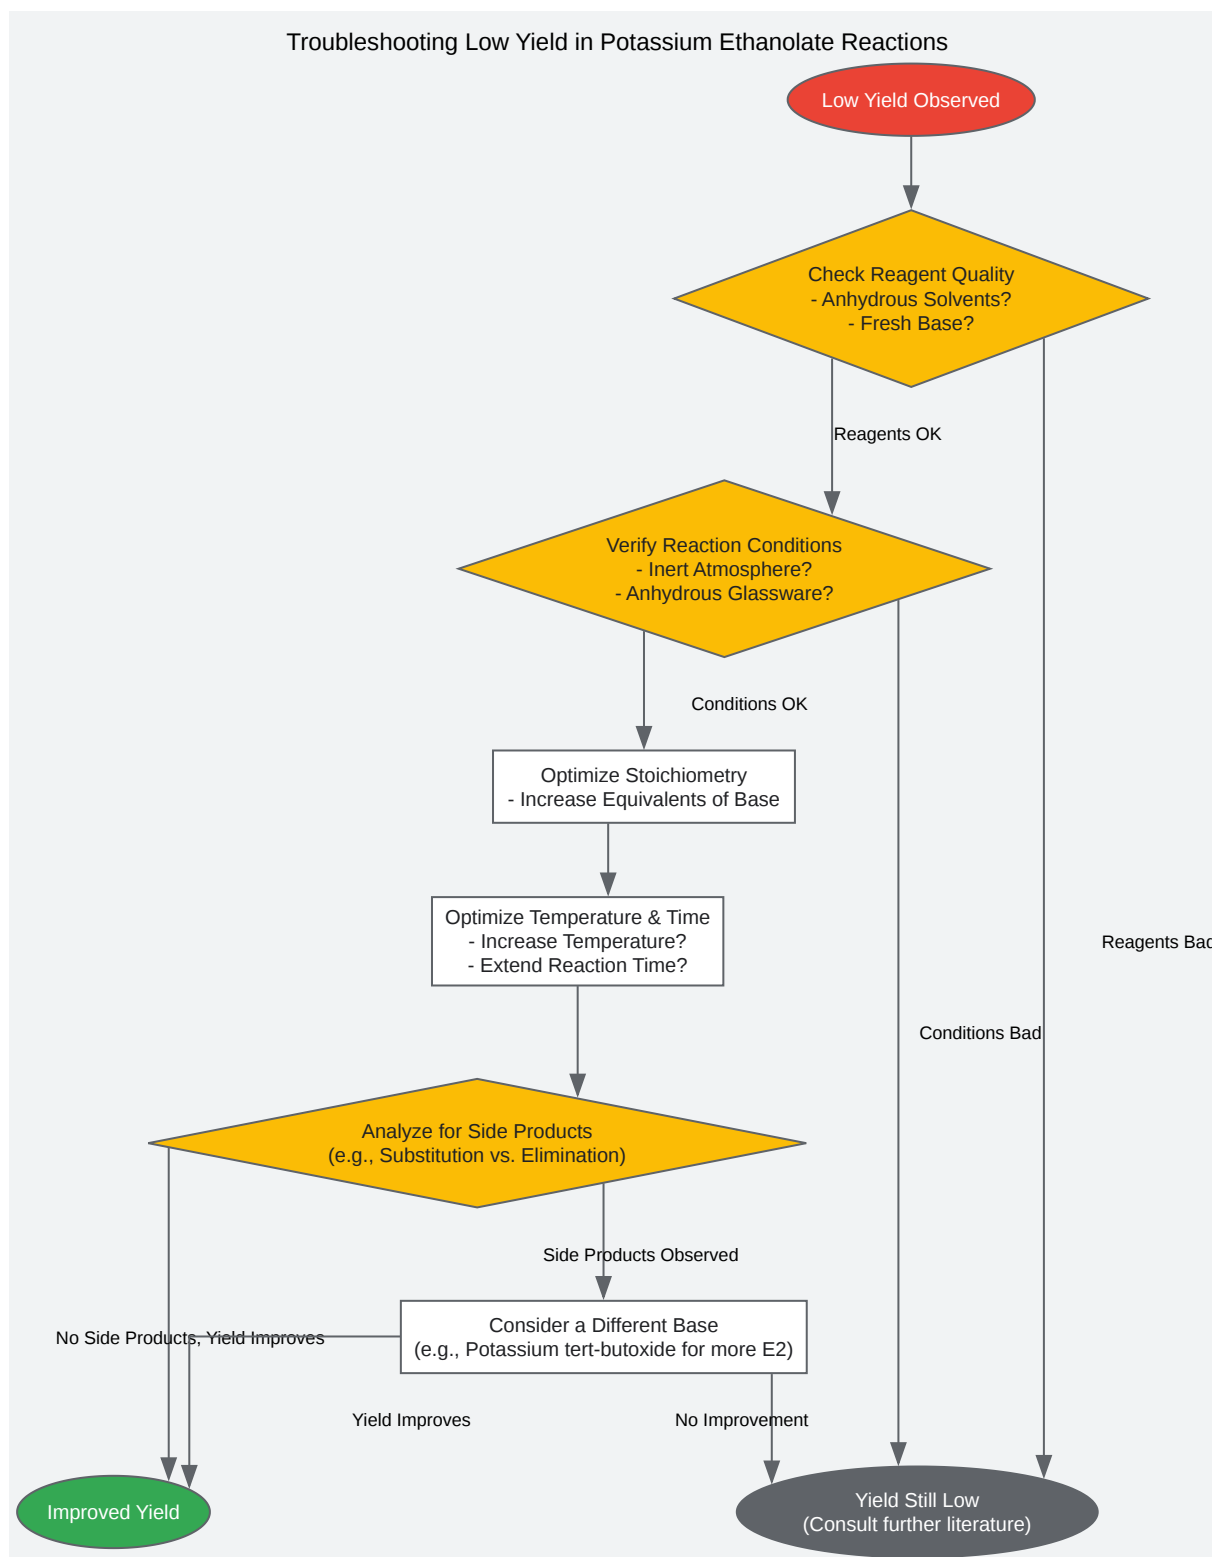 Troubleshooting Low Yield in Potassium Ethanolate Reactions
Low Yield Observed
Check Reagent Quality
- Anhydrous Solvents?
- Fresh Base?
Reagents OK
Verify Reaction Conditions
- Inert Atmosphere?
- Anhydrous Glassware?
Conditions OK
Optimize Stoichiometry
- Increase Equivalents of Base
Optimize Temperature & Time
- Increase Temperature?
- Extend Reaction Time?
Reagents Bad
Conditions Bad
Analyze for Side Products
(e.g., Substitution vs. Elimination)
Side Products Observed
Consider a Different Base
(e.g., Potassium tert-butoxide for more E2)
No Side Products, Yield Improves
Yield Improves
No Improvement
Improved Yield
Yield Still Low
(Consult further literature)